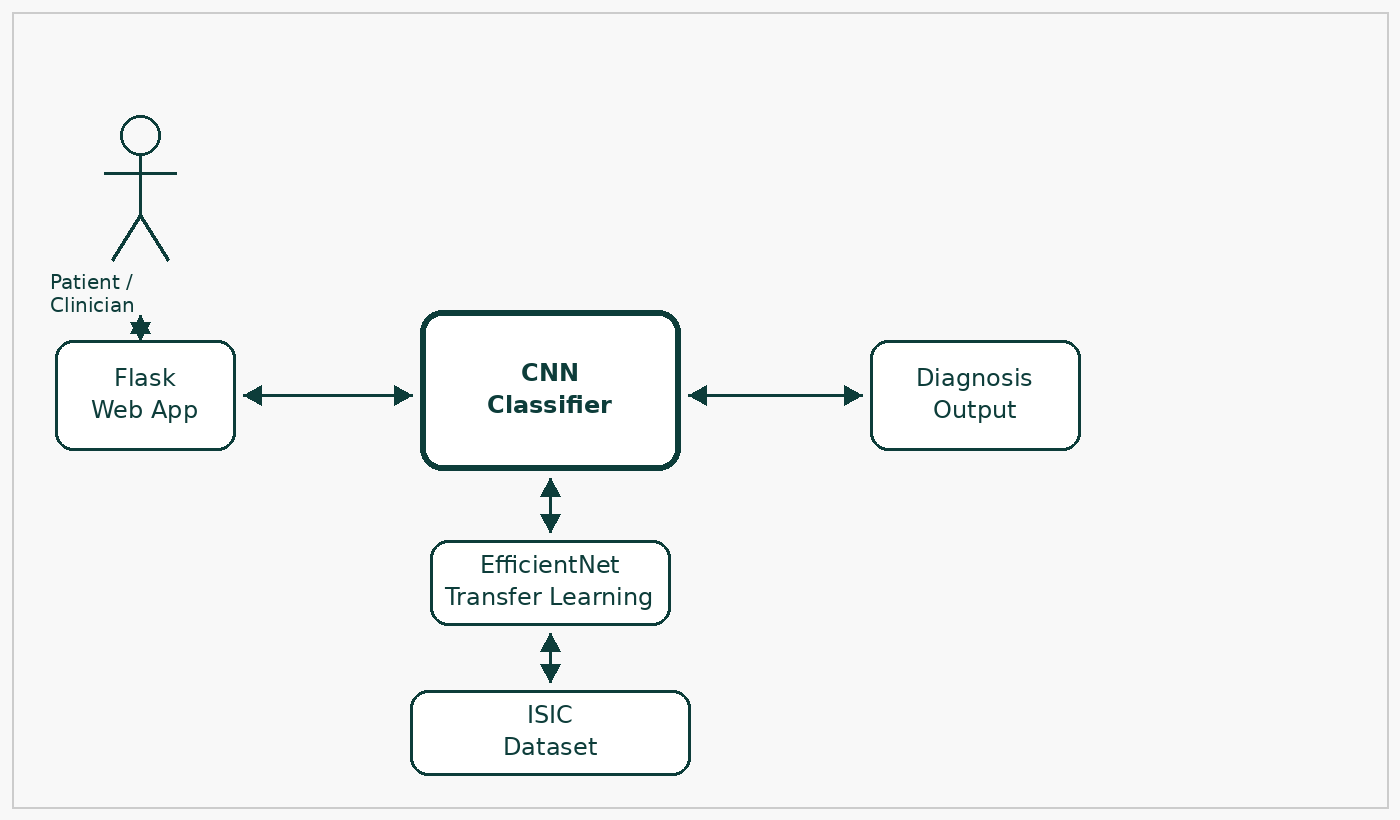 Patient /
Clinician
Flask
Web App
CNN
Classifier
Diagnosis
Output
EfficientNet
Transfer Learning
ISIC
Dataset